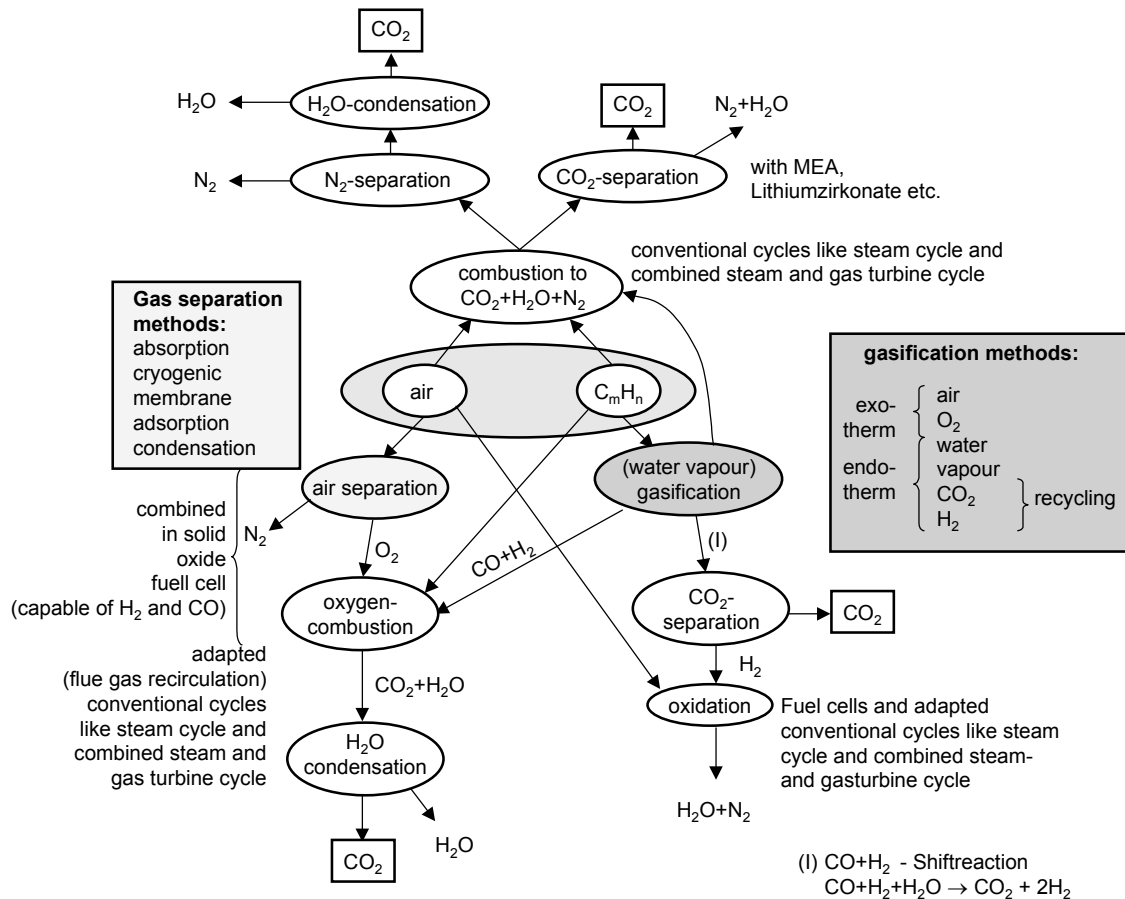 CO₂
H₂O
H₂O-condensation
CO₂
N₂+H₂O
N₂
N₂-separation
CO₂-separation
with MEA,
Lithiumzirkonate etc.
combustion to
CO₂+H₂O+N₂
conventional cycles like steam cycle and
combined steam and gas turbine cycle
Gas separation
methods:
absorption
cryogenic
membrane
adsorption
condensation
air
CₘHₙ
gasification methods:
exo-
therm
air
O₂
water
endo-
therm
vapour
CO₂
H₂
recycling
air separation
(water vapour)
gasification
combined
in solid
oxide
fuell cell
(capable of H₂ and CO)
N₂
O₂
CO+H₂
(I)
oxygen-
combustion
CO₂-
separation
CO₂
adapted
(flue gas recirculation)
conventional cycles
like steam cycle and
combined steam and
gas turbine cycle
CO₂+H₂O
H₂
oxidation
Fuel cells and adapted
conventional cycles like steam
cycle and combined steam-
and gasturbine cycle
H₂O
condensation
H₂O+N₂
H₂O
CO₂
(I) CO+H₂ - Shiftreaction
CO+H₂+H₂O → CO₂ + 2H₂